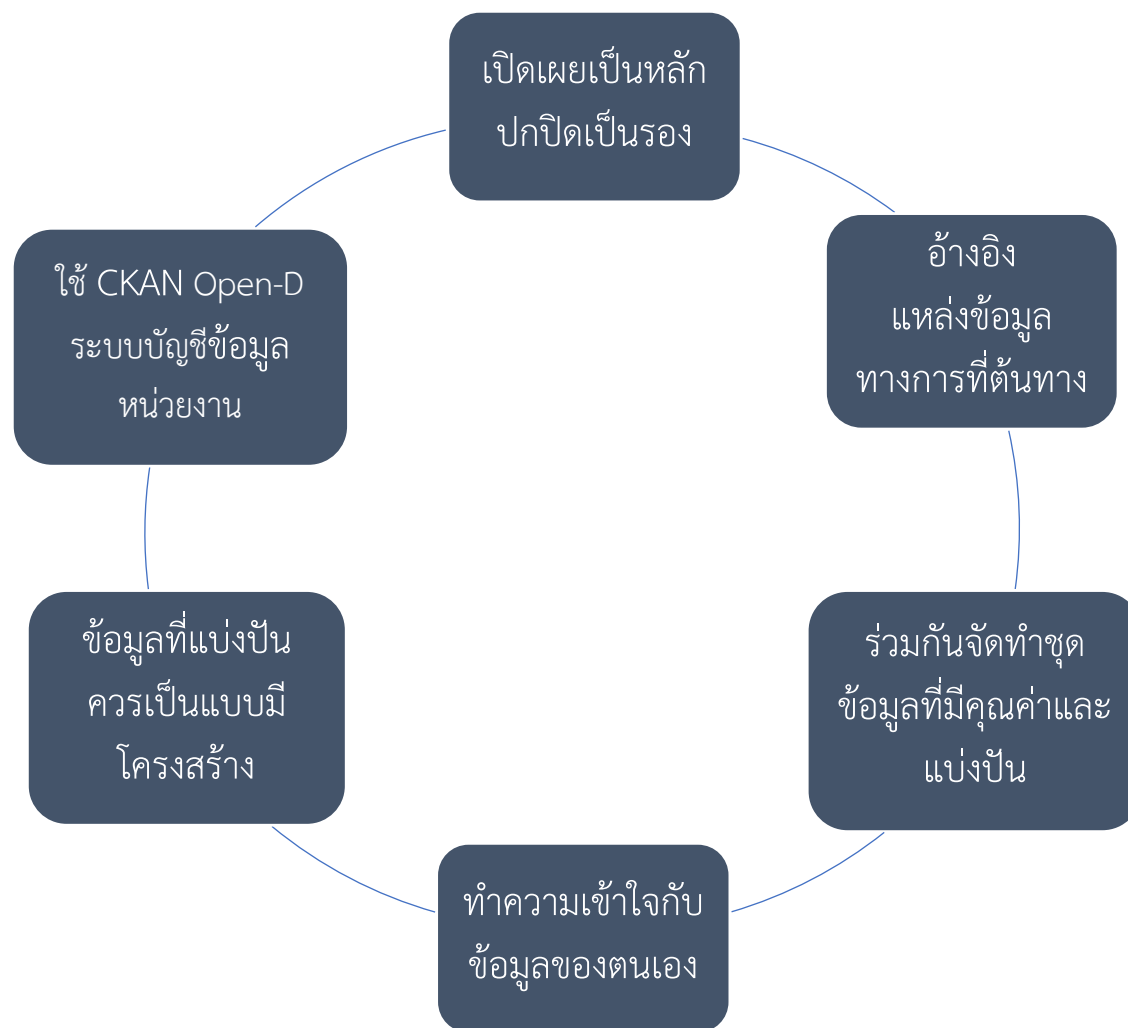 เปิดเผยเป็นหลัก
ปกปิดเป็นรอง
อ้างอิง
แหล่งข้อมูล
ทางการที่ต้นทาง
ร่วมกันจัดทำชุด
ข้อมูลที่มีคุณค่าและ
แบ่งปัน
ทำความเข้าใจกับ
ข้อมูลของตนเอง
ข้อมูลที่แบ่งปัน
ควรเป็นแบบมี
โครงสร้าง
ใช้ CKAN Open-D
ระบบบัญชีข้อมูล
หน่วยงาน